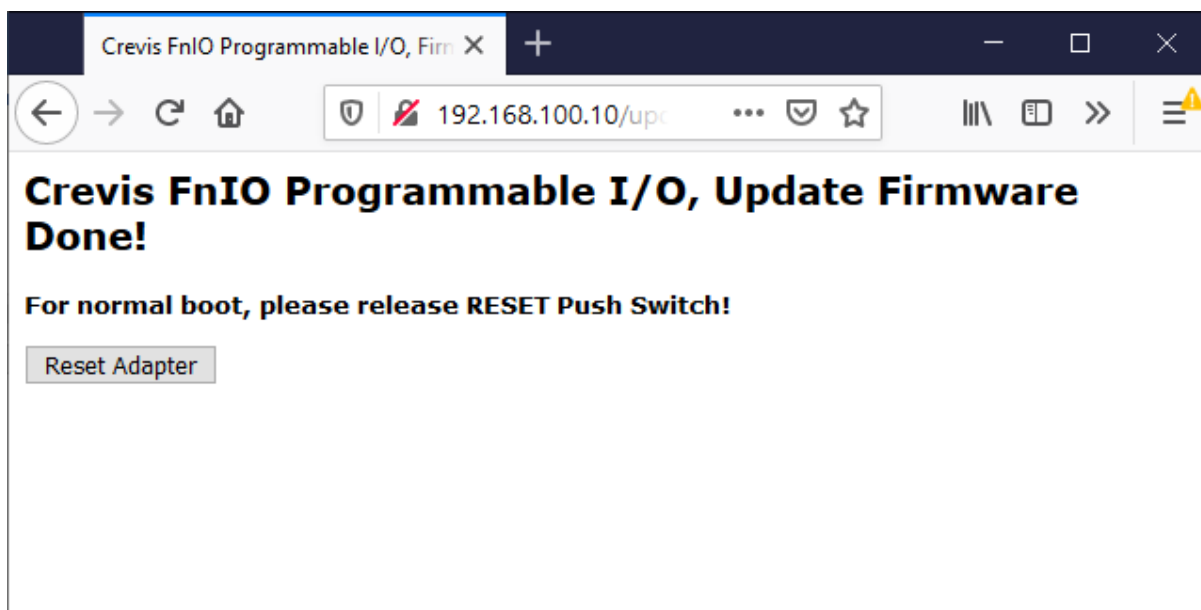 Crevis FnIO Programmable I/O, Firm
192.168.100.10/upd
Crevis FnIO Programmable I/O, Update Firmware
Done!
For normal boot, please release RESET Push Switch!
Reset Adapter